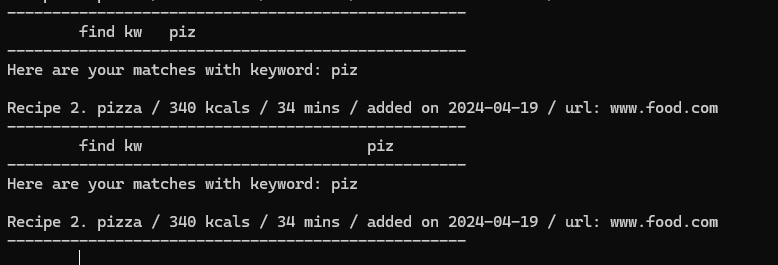 ---------------------------------------------------
        find kw   piz
---------------------------------------------------
Here are your matches with keyword: piz
Recipe 2. pizza / 340 kcals / 34 mins / added on 2024-04-19 / url: www.food.com
---------------------------------------------------
        find kw                         piz
---------------------------------------------------
Here are your matches with keyword: piz
Recipe 2. pizza / 340 kcals / 34 mins / added on 2024-04-19 / url: www.food.com
---------------------------------------------------